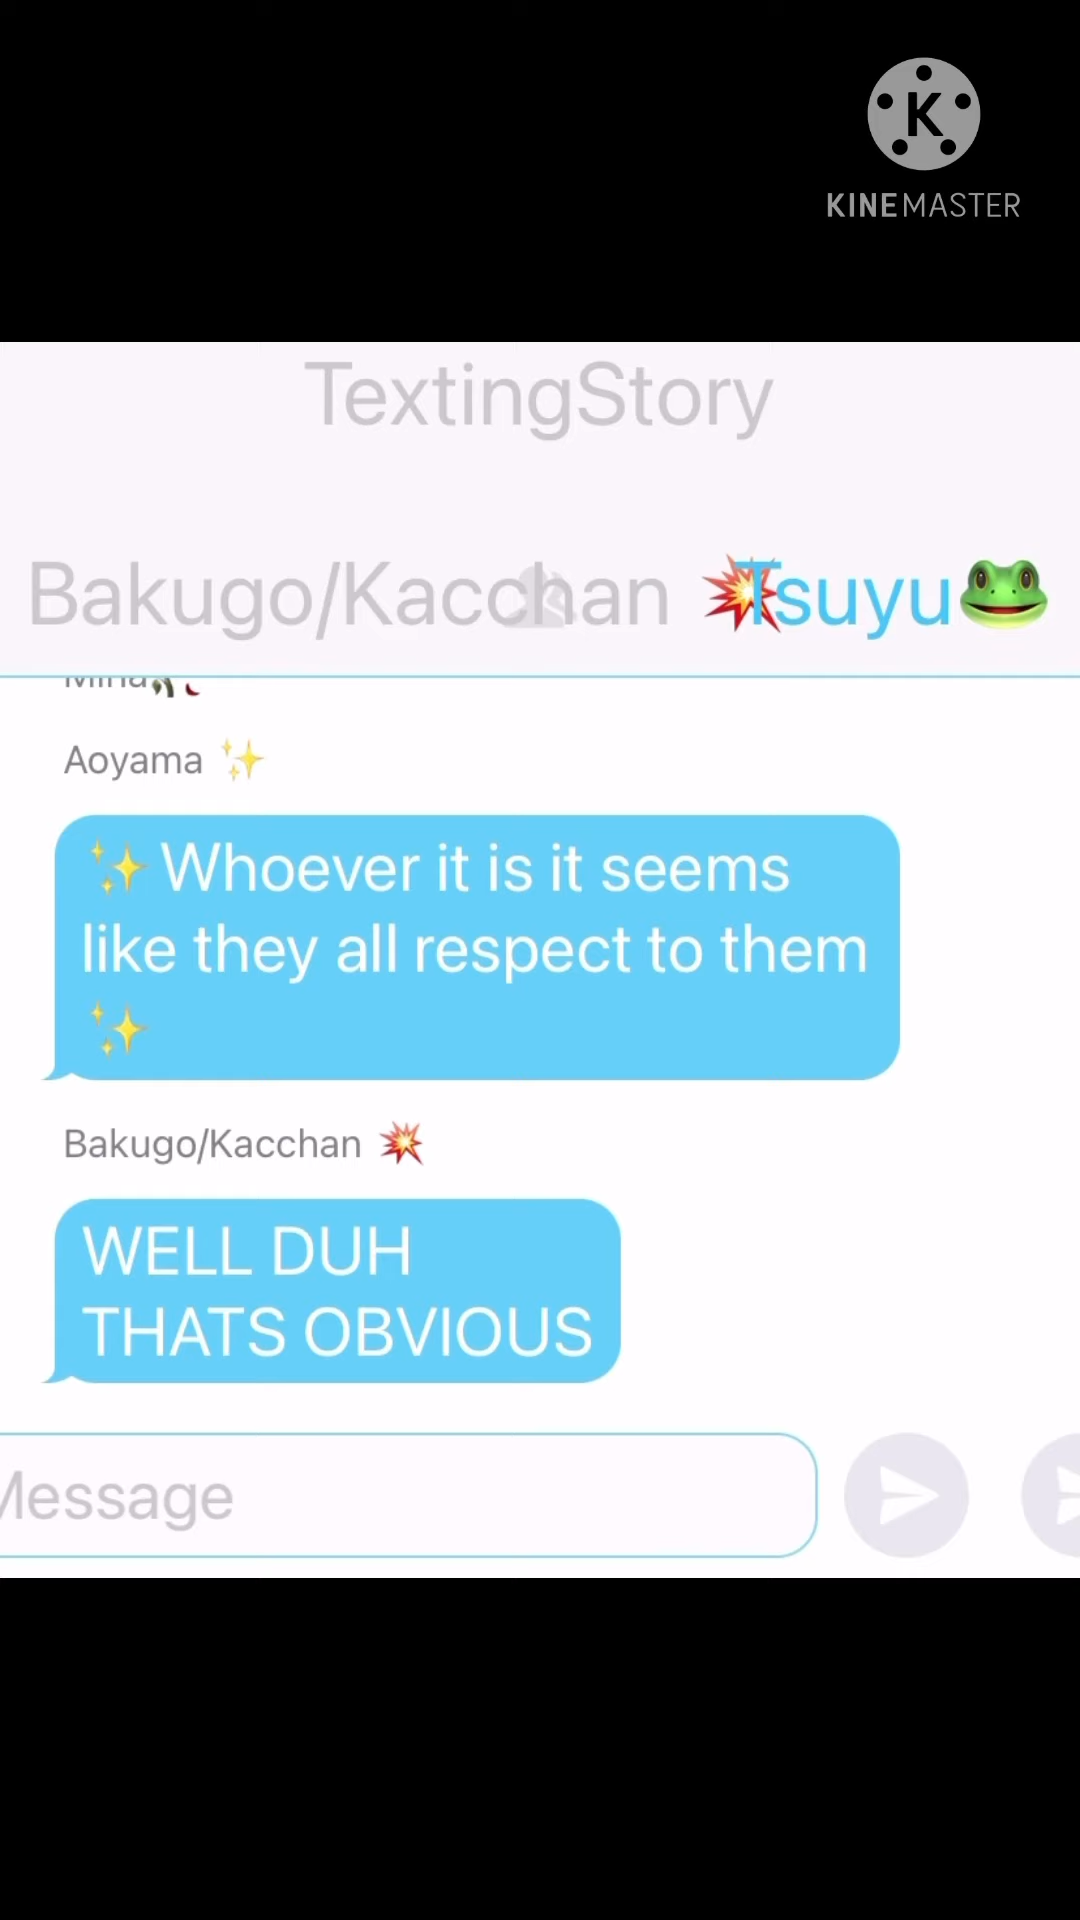 K
KINEMASTER
TextingStory
Bakugo/Kacchan 💥Tsuyu🐸
Mina
Aoyama ✨
✨Whoever it is it seems
like they all respect to them
✨
Bakugo/Kacchan 💥
WELL DUH
THATS OBVIOUS
Message